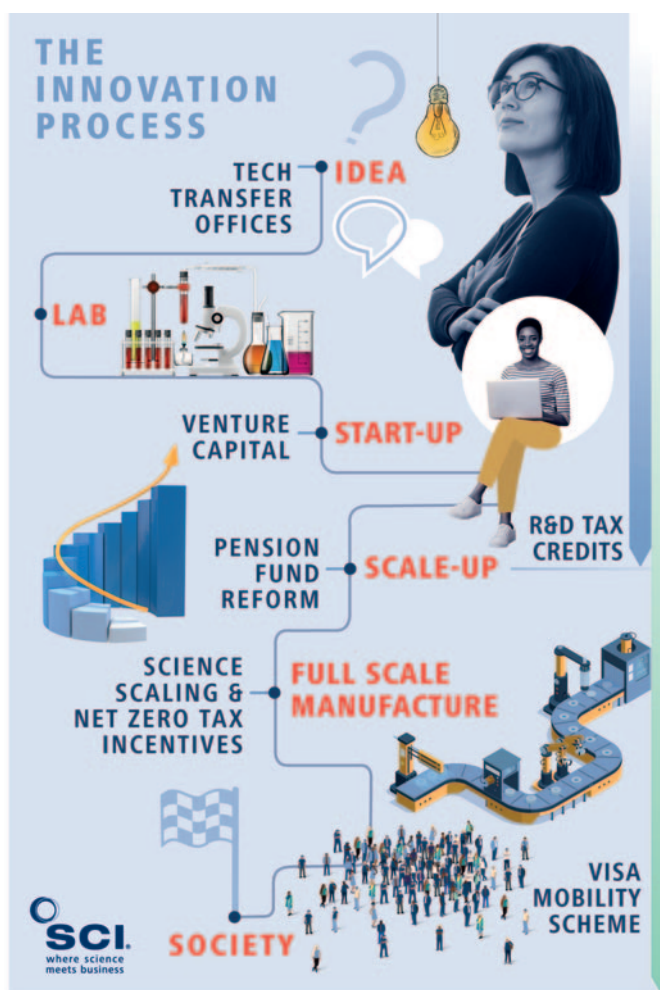 THE
INNOVATION
PROCESS
IDEA
TECH
TRANSFER
OFFICES
LAB
VENTURE
CAPITAL
START-UP
R&D TAX
CREDITS
PENSION
FUND
REFORM
SCALE-UP
SCIENCE
SCALING &
NET ZERO TAX
INCENTIVES
FULL SCALE
MANUFACTURE
VISA
MOBILITY
SCHEME
SOCIETY
SCI.
where science
meets business